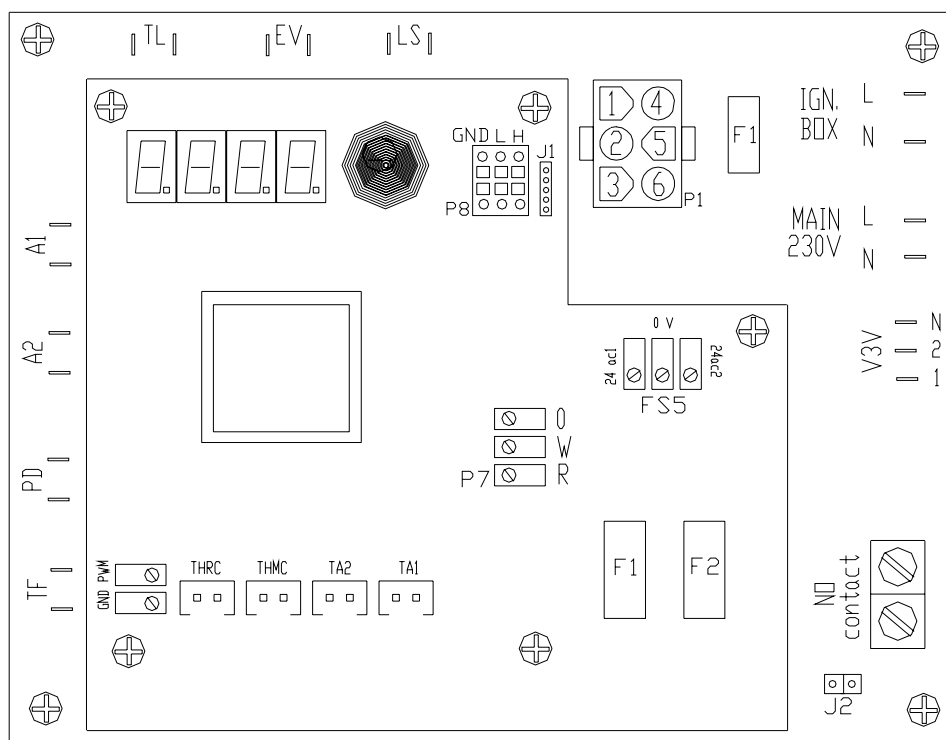 TL EV LS
IGN. BOX L
N
GND L H
J1
P8
1 4
2 5
3 6
P1
F1
MAIN 230V L
N
A1
A2
0 V
24 ac1
24ac2
FS5
V3V
N
2
1
O
W
P7 R
PD
TF
PWM
GND
THRC THMC TA2 TA1
F1 F2
NO contact
J2